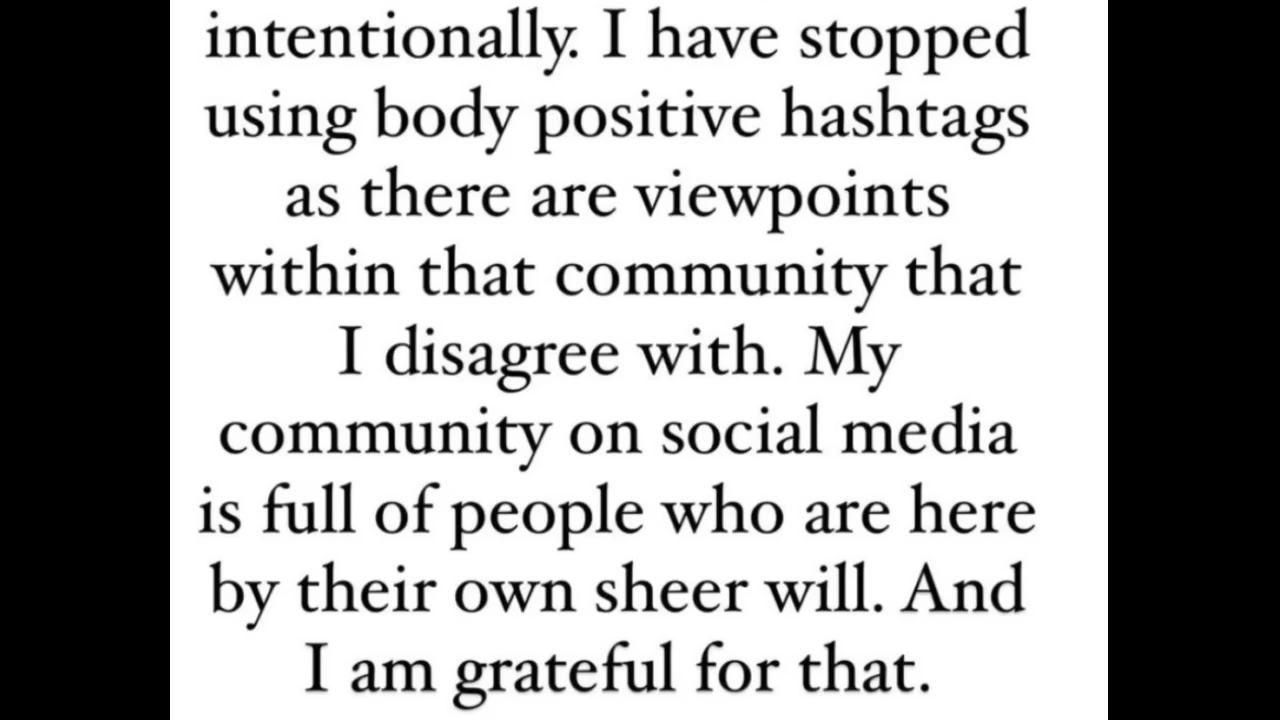 intentionally. I have stopped
using body positive hashtags
as there are viewpoints
within that community that
I disagree with. My
community on social media
is full of people who are here
by their own sheer will. And
I am grateful for that.